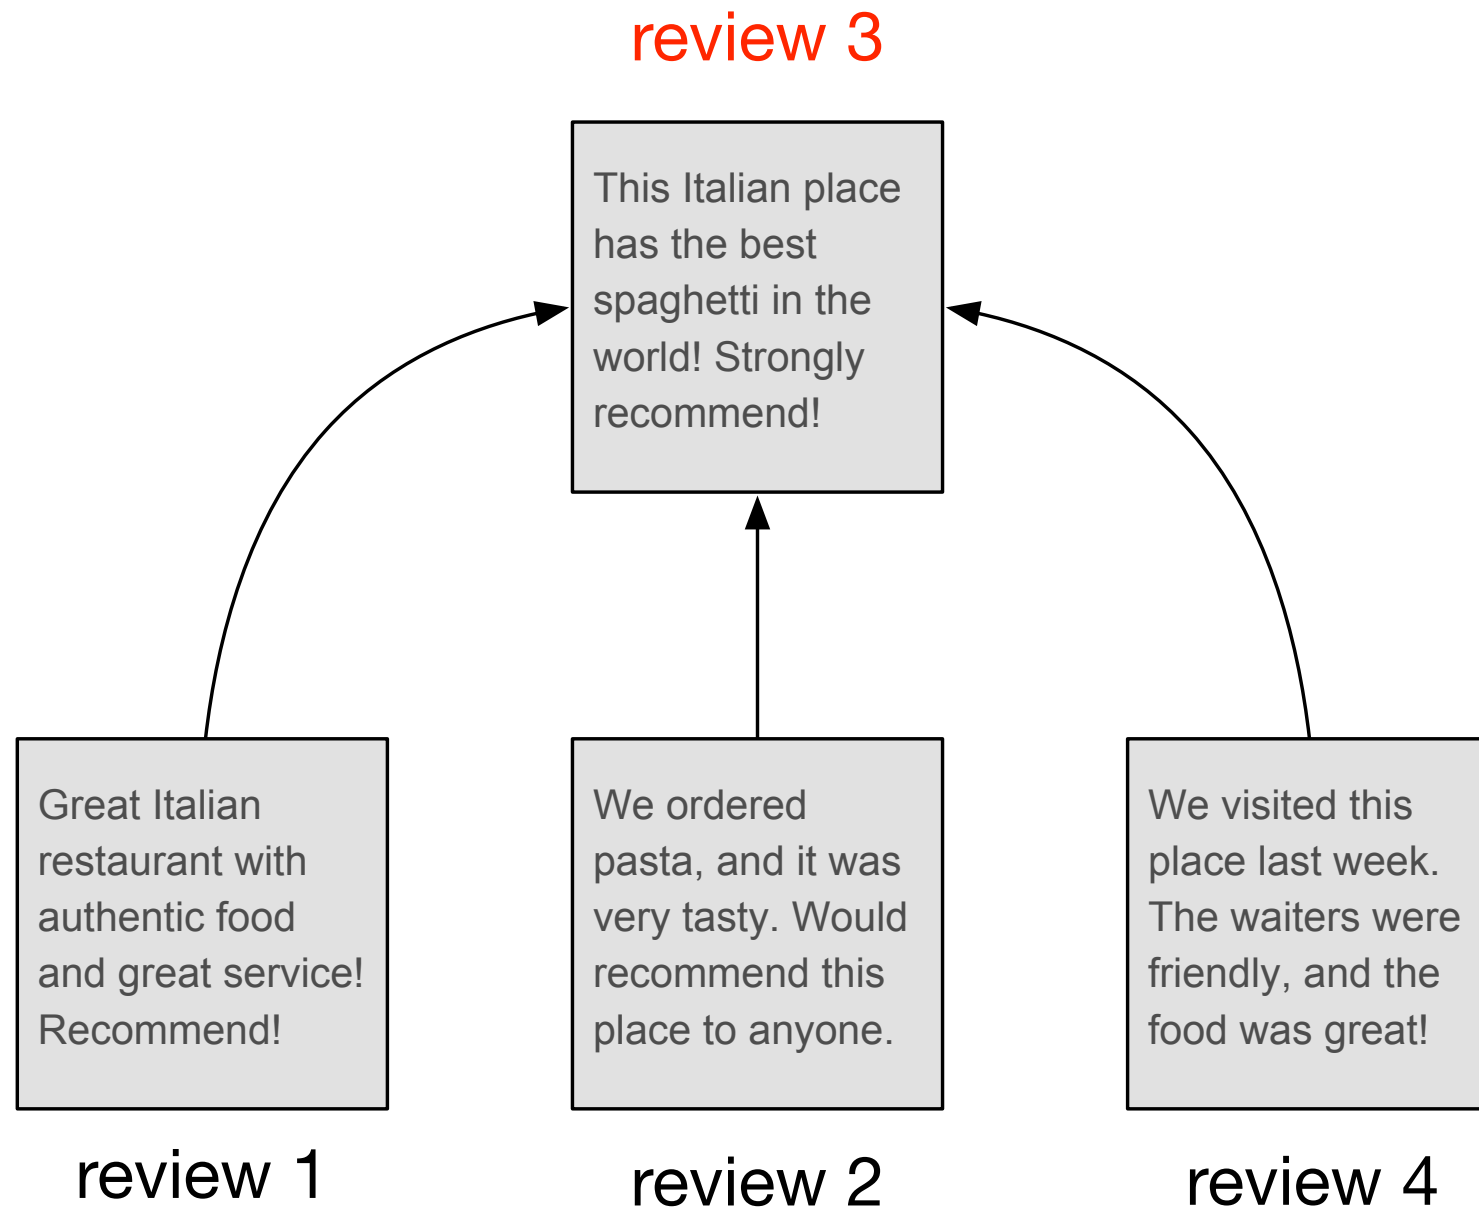 review 3
This Italian place
has the best
spaghetti in the
world! Strongly
recommend!
Great Italian
restaurant with
authentic food
and great service!
Recommend!
review 1
We ordered
pasta, and it was
very tasty. Would
recommend this
place to anyone.
review 2
We visited this
place last week.
The waiters were
friendly, and the
food was great!
review 4